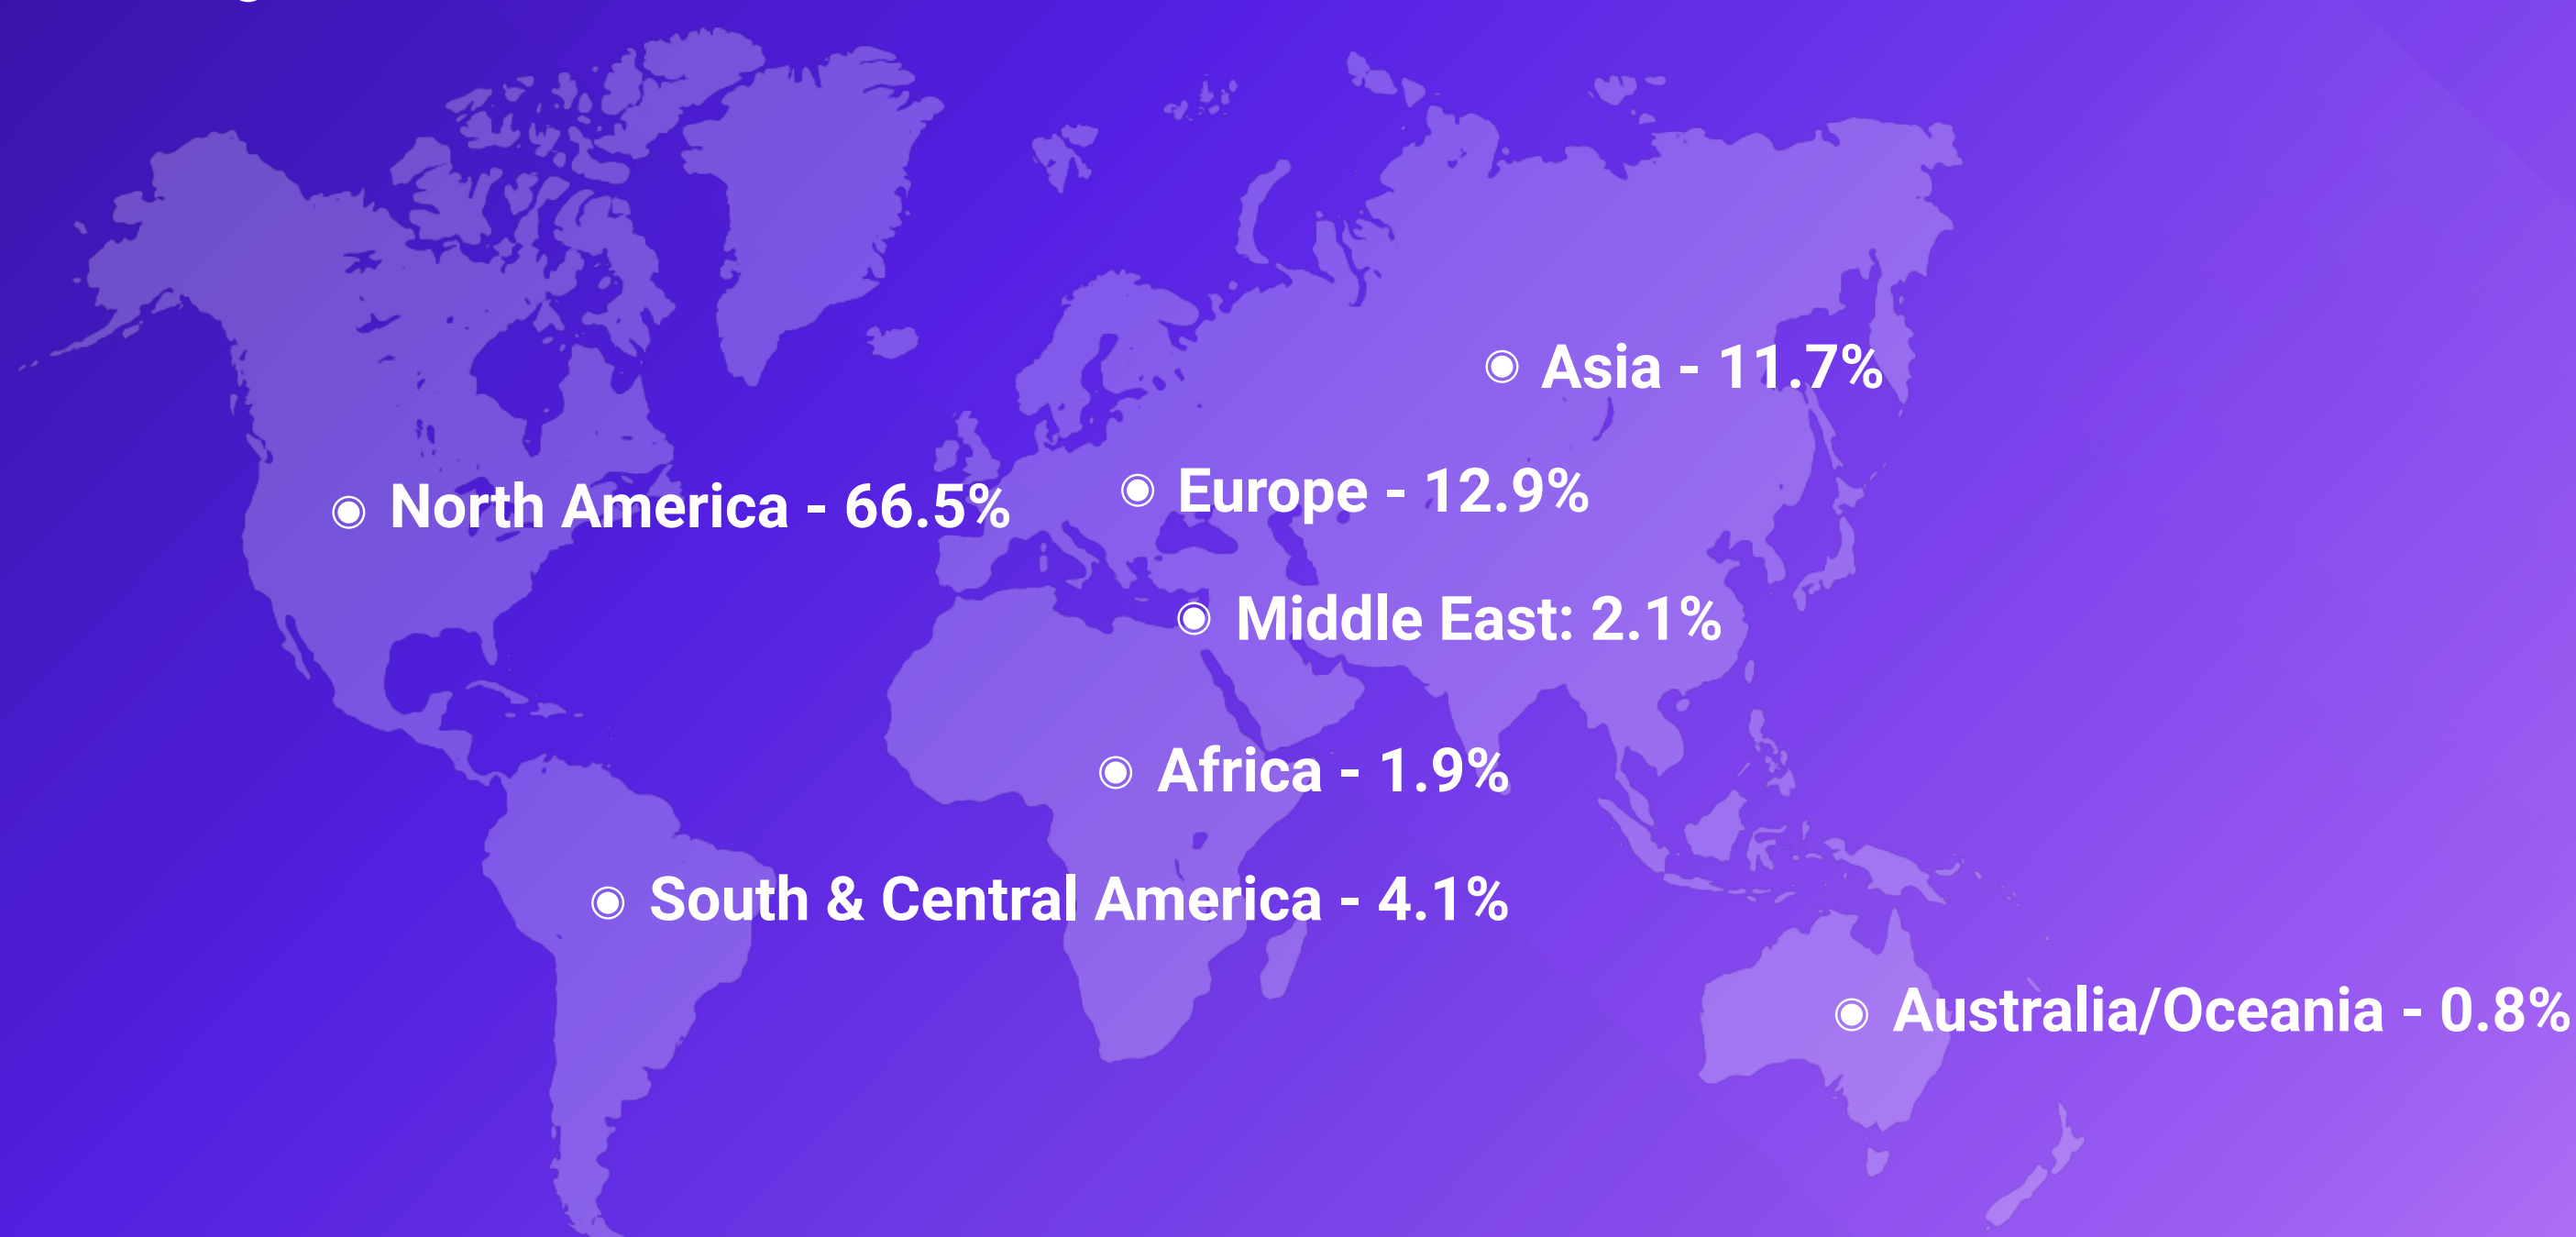 Asia - 11.7%
Europe - 12.9%
North America - 66.5%
Middle East: 2.1%
Africa - 1.9%
South & Central America - 4.1%
Australia/Oceania - 0.8%